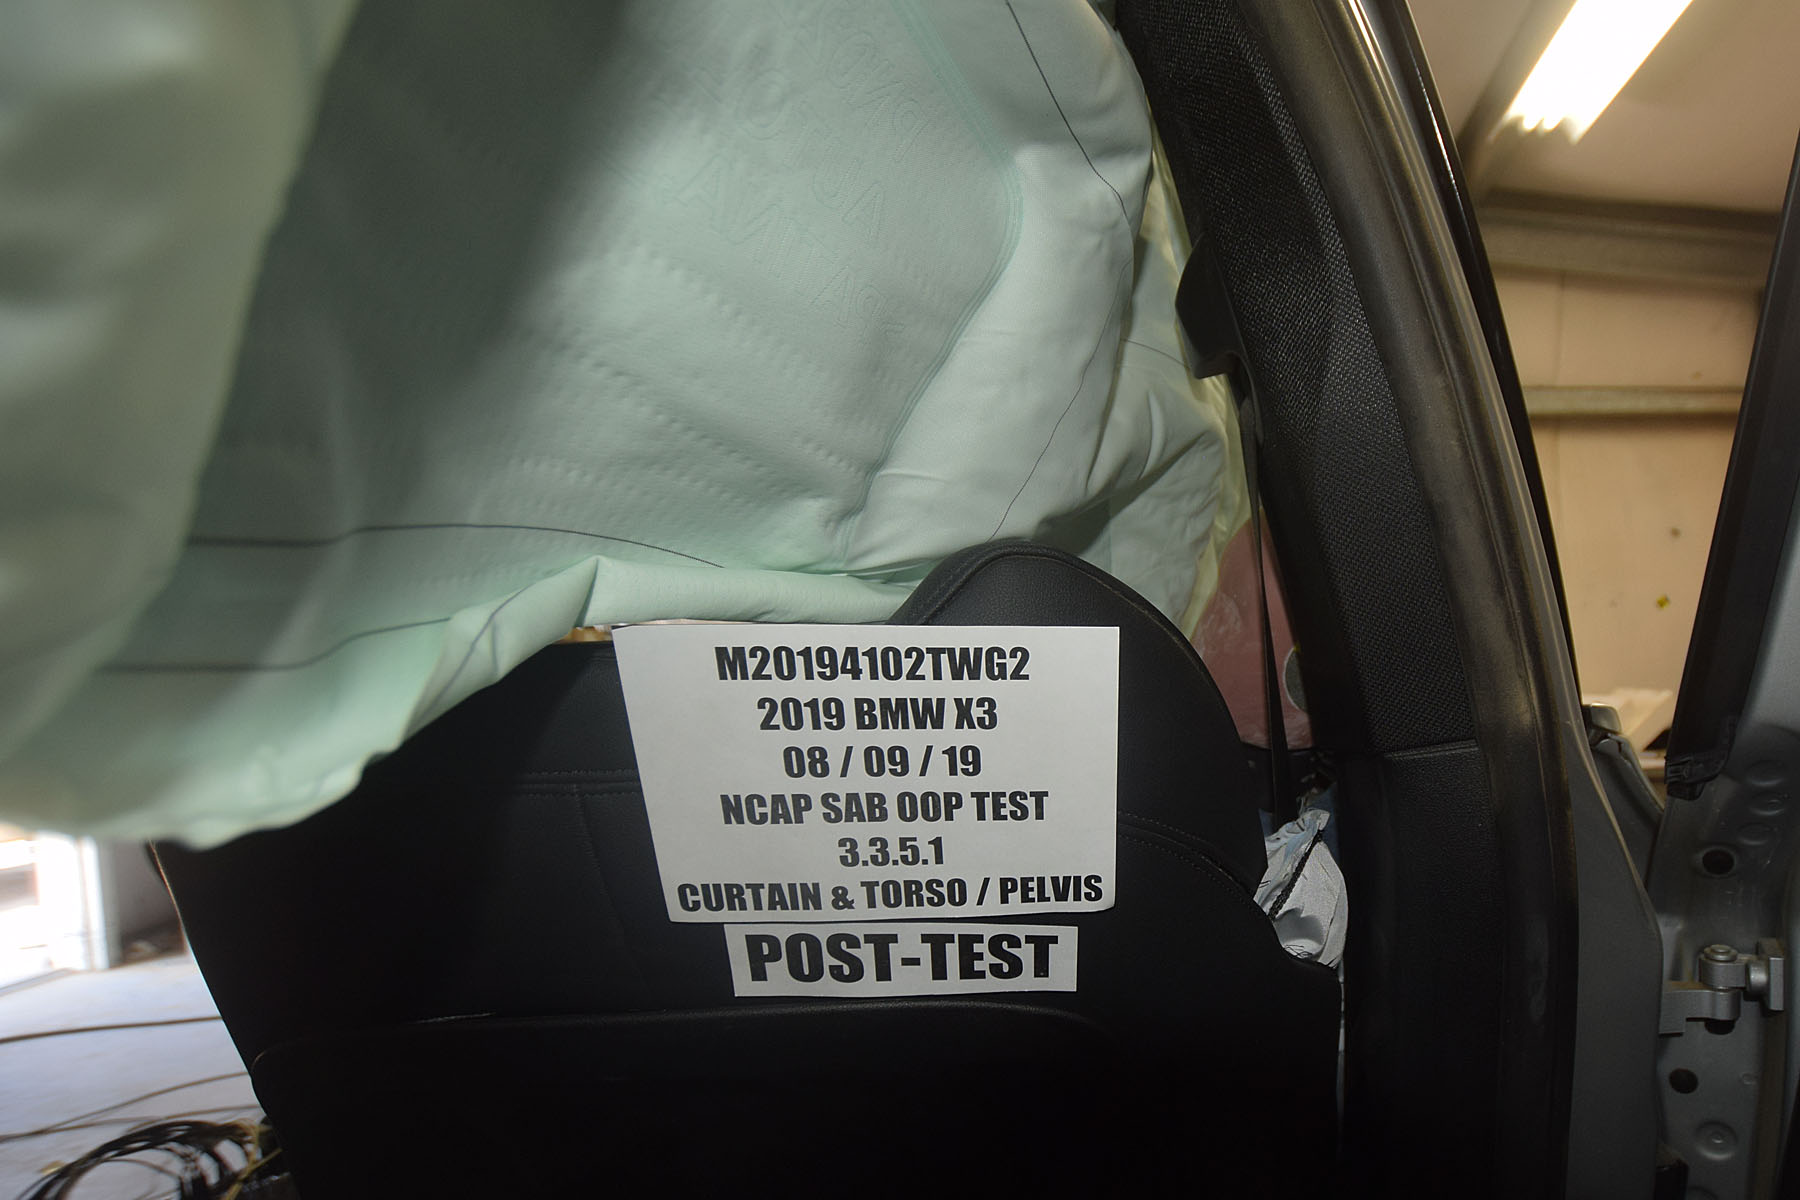 M20194102TWG2
2019 BMW X3
08 / 09 / 19
NCAP SAB OOP TEST
3.3.5.1
CURTAIN & TORSO / PELVIS
POST-TEST